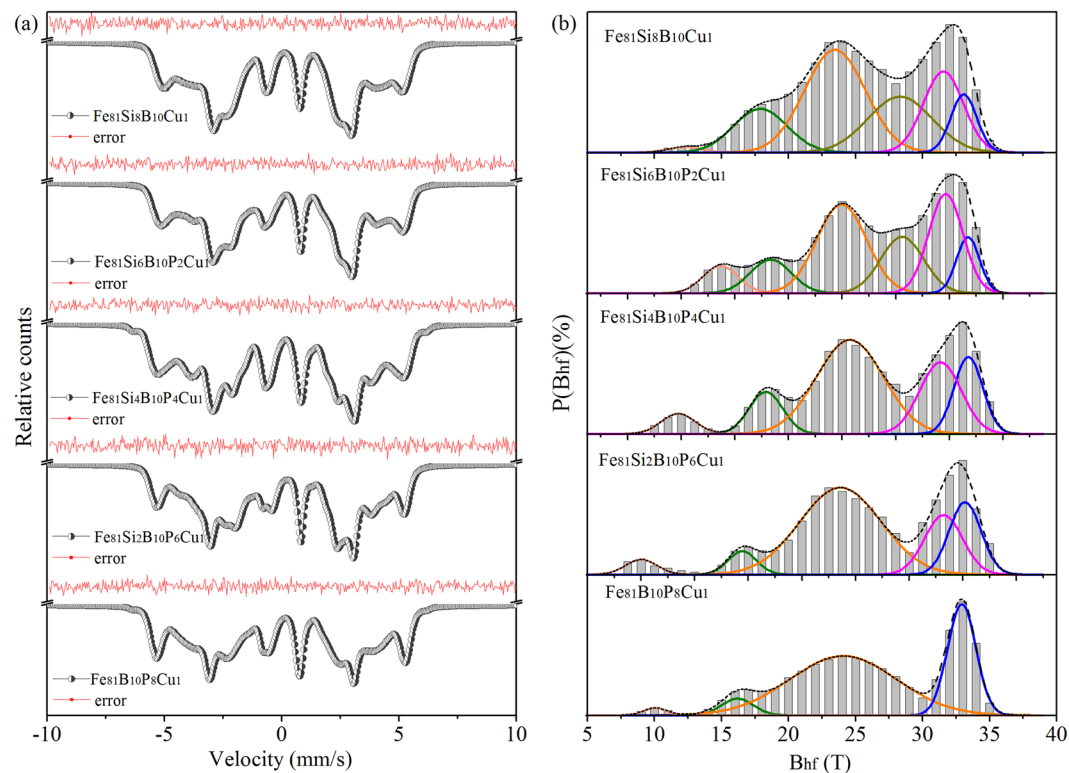 (a)
Relative counts
Fe81Si8B10Cu1
error
Fe81Si6B10P2Cu1
error
Fe81Si4B10P4Cu1
error
Fe81Si2B10P6Cu1
error
Fe81B10P8Cu1
error
-10 -5 0 5 10
Velocity (mm/s)
(b)
P(Bhf)(%)
Fe81Si8B10Cu1
Fe81Si6B10P2Cu1
Fe81Si4B10P4Cu1
Fe81Si2B10P6Cu1
Fe81B10P8Cu1
5 10 15 20 25 30 35 40
Bhf (T)